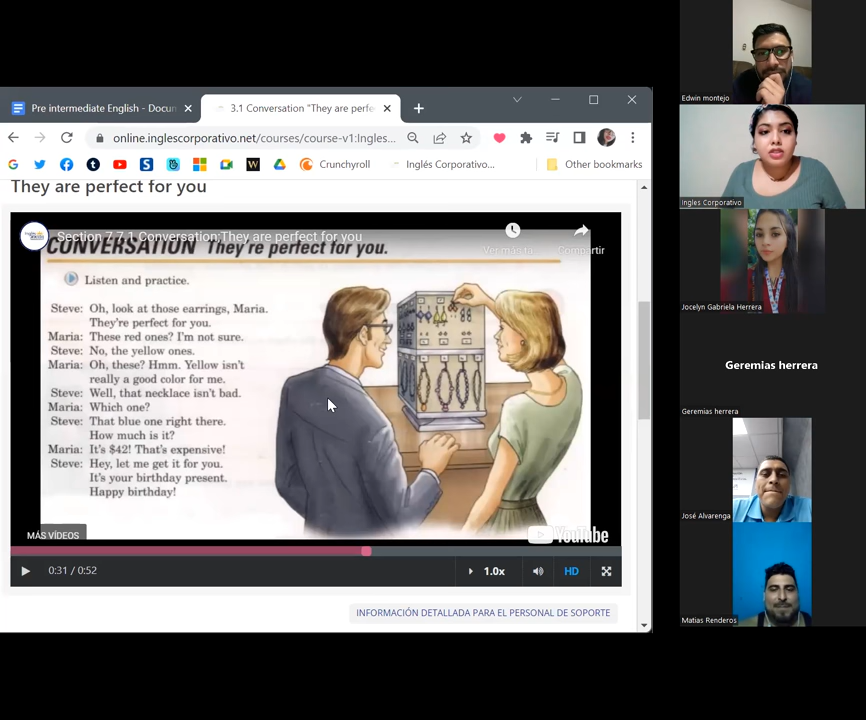 Pre intermediate English - Docun
3.1 Conversation "They are perfe
online.inglescorporativo.net/courses/course-v1:Ingles...
Crunchyroll
Inglés Corporativo...
Other bookmarks
They are perfect for you
Section 7.7.1 Conversation;They are perfect for you
Ver más ta
Compartir
CONVERSATION They're perfect for you.
Listen and practice.
Steve: Oh, look at those earrings, Maria.
They're perfect for you.
Maria: These red ones? I'm not sure.
Steve: No, the yellow ones.
Maria: Oh, these? Hmm. Yellow isn't
really a good color for me.
Steve: Well, that necklace isn't bad.
Maria: Which one?
Steve: That blue one right there.
How much is it?
Maria: It's $42! That's expensive!
Steve: Hey, let me get it for you.
It's your birthday present.
Happy birthday!
MÁS VÍDEOS
YouTube
0:31 / 0:52
1.0x
HD
INFORMACIÓN DETALLADA PARA EL PERSONAL DE SOPORTE
Edwin montejo
Ingles Corporativo
Jocelyn Gabriela Herrera
Geremias herrera
Geremias herrera
José Alvarenga
Matias Renderos